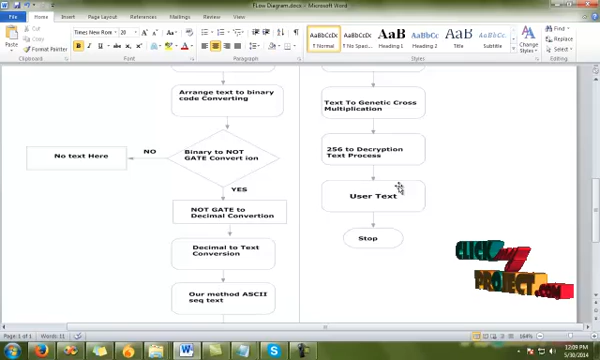 FLow Diagram.docx - Microsoft Word
File Home Insert Page Layout References Mailings Review View
Cut
Copy
Format Painter
Paste
Clipboard
Times New Rom 20
Font
Paragraph
AaBbCcDc AaBbCcDc AaB AaBbCc AaB AaBbCc
¶ Normal ¶ No Spac... Heading 1 Heading 2 Title Subtitle
Change Styles
Styles
Find
Replace
Select
Editing
Arrange text to binary
code Converting
Binary to NOT
GATE Convert ion
NO
No text Here
YES
NOT GATE to
Decimal Convertion
Decimal to Text
Conversion
Our method ASCII
seq text
Text To Genetic Cross
Multiplication
256 to Decryption
Text Process
User Text
Stop
CLICK MY
PROJECT.COM
Page: 1 of 1 Words: 11
164%
12:09 PM
5/30/2014